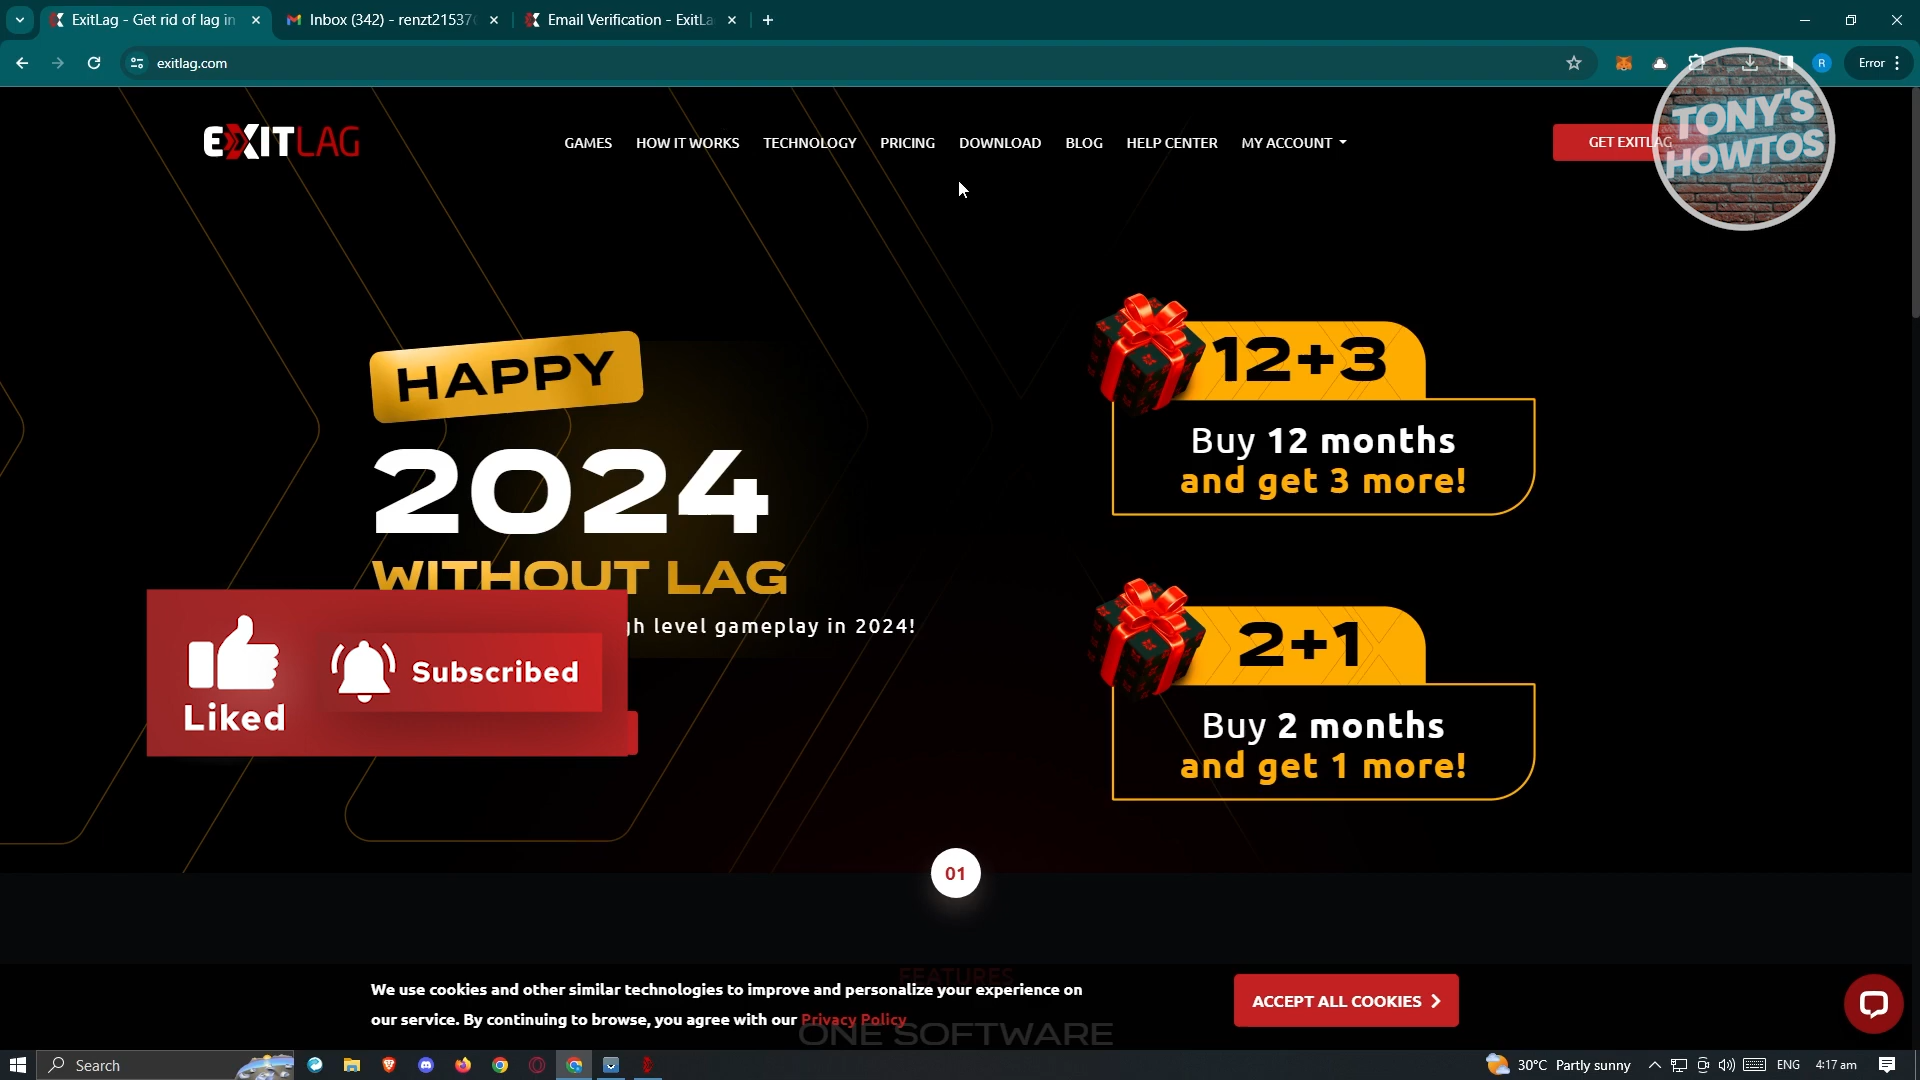 ExitLag - Get rid of lag in
Inbox (342) - renzt21537
Email Verification - ExitLa
exitlag.com
R
Error
EXITLAG
GAMES
HOW IT WORKS
TECHNOLOGY
PRICING
DOWNLOAD
BLOG
HELP CENTER
MY ACCOUNT
GET EXITLAG
TONY'S
HOWTOS
HAPPY
2024
WITHOUT LAG
gh level gameplay in 2024!
12+3
Buy 12 months
and get 3 more!
2+1
Buy 2 months
and get 1 more!
Liked
Subscribed
01
FEATURES
We use cookies and other similar technologies to improve and personalize your experience on
our service. By continuing to browse, you agree with our Privacy Policy
ACCEPT ALL COOKIES
ONE SOFTWARE
Search
30°C Partly sunny
ENG
4:17 am